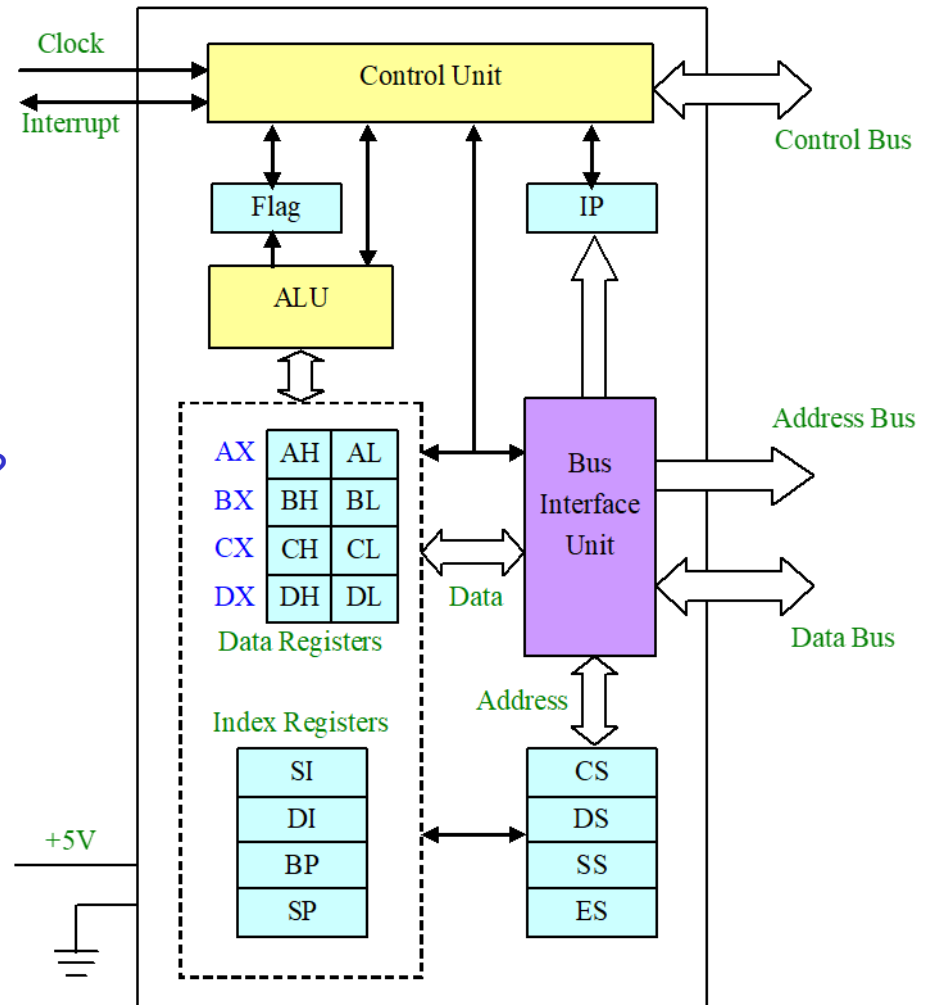 Clock
Control Unit
Interrupt
Control Bus
Flag
IP
ALU
Address Bus
AX AH AL
BX BH BL
CX CH CL
DX DH DL
Bus
Interface
Unit
Data
Data Registers
Data Bus
Address
Index Registers
SI
DI
BP
SP
CS
DS
SS
ES
+5V